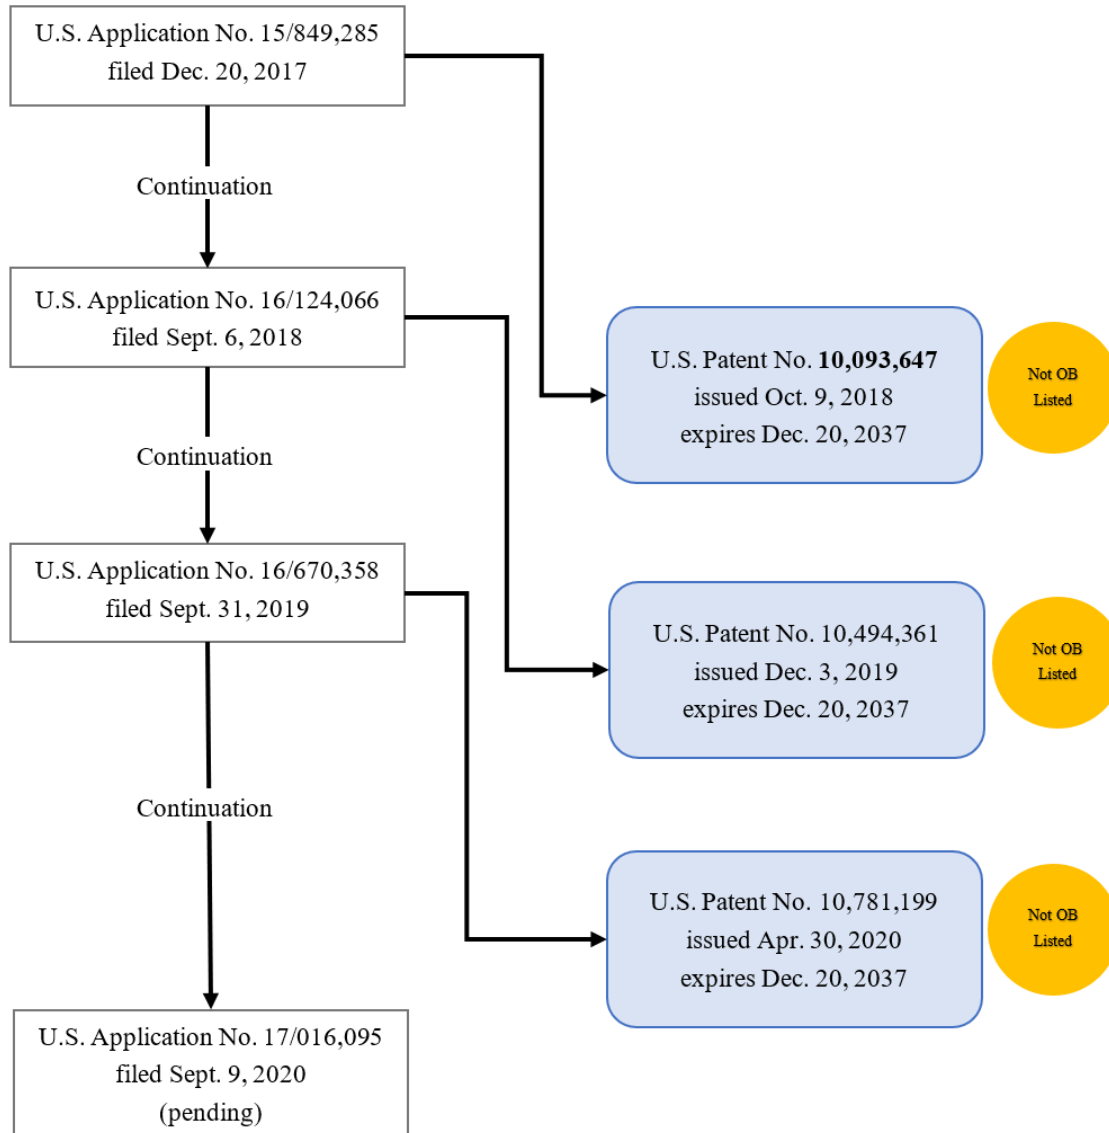 U.S. Application No. 15/849,285
filed Dec. 20, 2017
Continuation
U.S. Application No. 16/124,066
filed Sept. 6, 2018
U.S. Patent No. 10,093,647
issued Oct. 9, 2018
expires Dec. 20, 2037
Not OB
Listed
Continuation
U.S. Application No. 16/670,358
filed Sept. 31, 2019
U.S. Patent No. 10,494,361
issued Dec. 3, 2019
expires Dec. 20, 2037
Not OB
Listed
Continuation
U.S. Patent No. 10,781,199
issued Apr. 30, 2020
expires Dec. 20, 2037
Not OB
Listed
U.S. Application No. 17/016,095
filed Sept. 9, 2020
(pending)